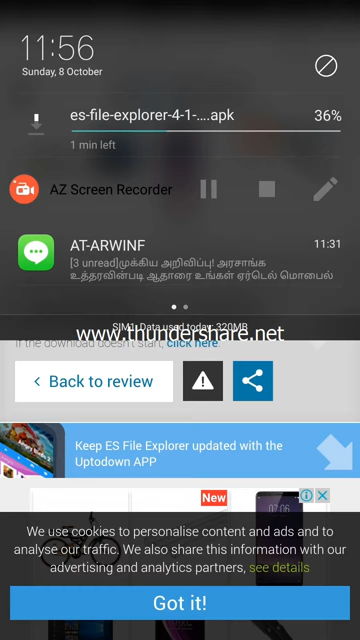 11:56
Sunday, 8 October
es-file-explorer-4-1-....apk 36%
1 min left
AZ Screen Recorder
AT-ARWINF 11:31
[3 unread]முக்கிய அறிவிப்பு! அரசாங்க
உத்தரவின்படி ஆதாரை உங்கள் ஏர்டெல் மொபைல்
SIM1: Data used today: 320MB
www.thundershare.net
If the download doesn't start, click here.
Back to review
Keep ES File Explorer updated with the
Uptodown APP
New
We use cookies to personalise content and ads and to
analyse our traffic. We also share this information with our
advertising and analytics partners, see details
Got it!